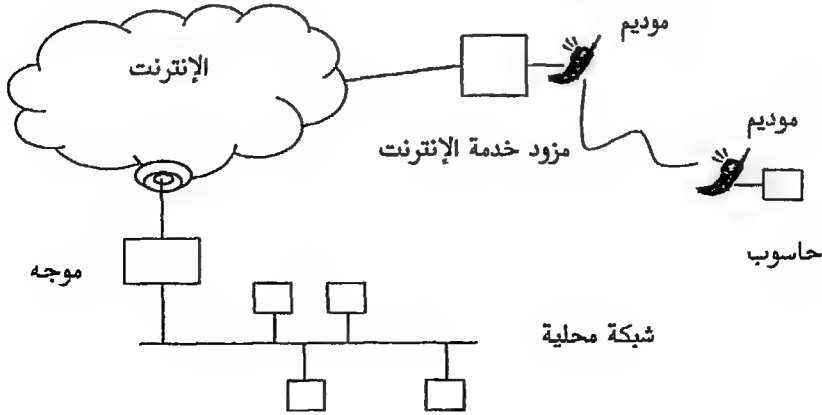 موديم
الإنترنت
موديم
مزود خدمة الإنترنت
حاسوب
موجه
شبكة محلية